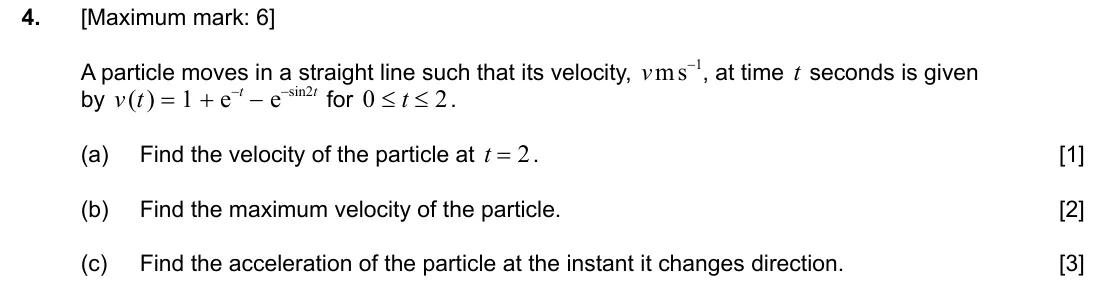 4. [Maximum mark: 6]
A particle moves in a straight line such that its velocity, v m s⁻¹, at time t seconds is given
by v(t) = 1 + e⁻ᵗ − e^(−sin2t) for 0 ≤ t ≤ 2.
(a) Find the velocity of the particle at t = 2. [1]
(b) Find the maximum velocity of the particle. [2]
(c) Find the acceleration of the particle at the instant it changes direction. [3]